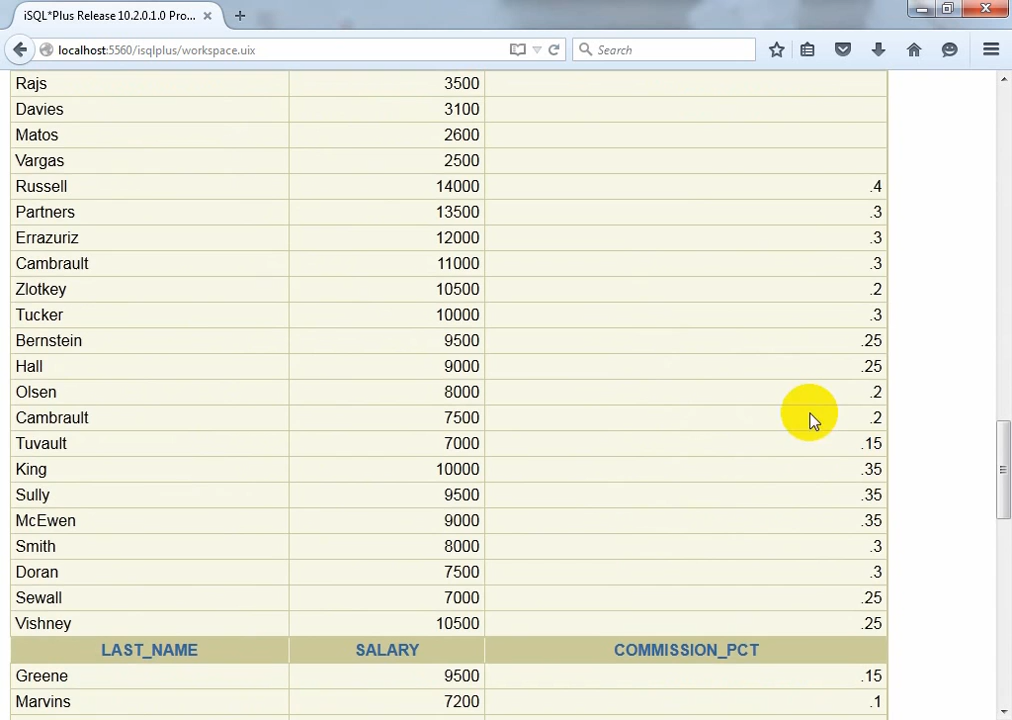 iSQL*Plus Release 10.2.0.1.0 Pro...
localhost:5560/isqlplus/workspace.uix
Search
Rajs 3500
Davies 3100
Matos 2600
Vargas 2500
Russell 14000 .4
Partners 13500 .3
Errazuriz 12000 .3
Cambrault 11000 .3
Zlotkey 10500 .2
Tucker 10000 .3
Bernstein 9500 .25
Hall 9000 .25
Olsen 8000 .2
Cambrault 7500 .2
Tuvault 7000 .15
King 10000 .35
Sully 9500 .35
McEwen 9000 .35
Smith 8000 .3
Doran 7500 .3
Sewall 7000 .25
Vishney 10500 .25
LAST_NAME SALARY COMMISSION_PCT
Greene 9500 .15
Marvins 7200 .1